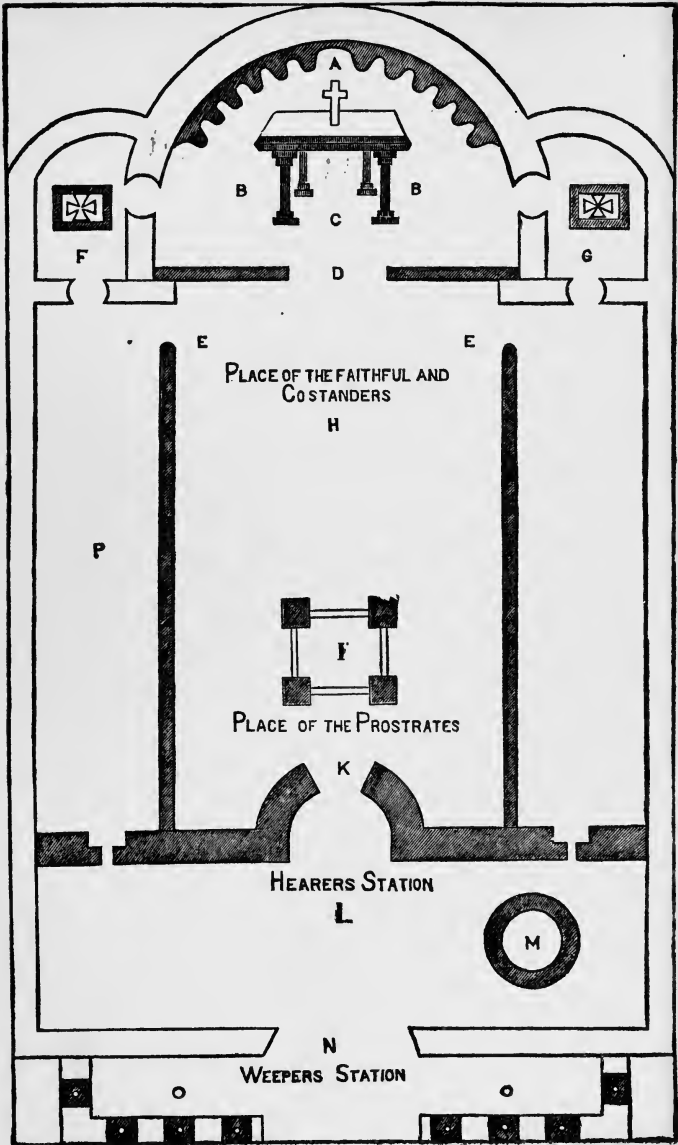 A
B B
C
F G
D
E E
PLACE OF THE FAITHFUL AND
COSTANDERS
H
P
I
PLACE OF THE PROSTRATES
K
HEARERS STATION
L
M
N
WEEPERS STATION
O O